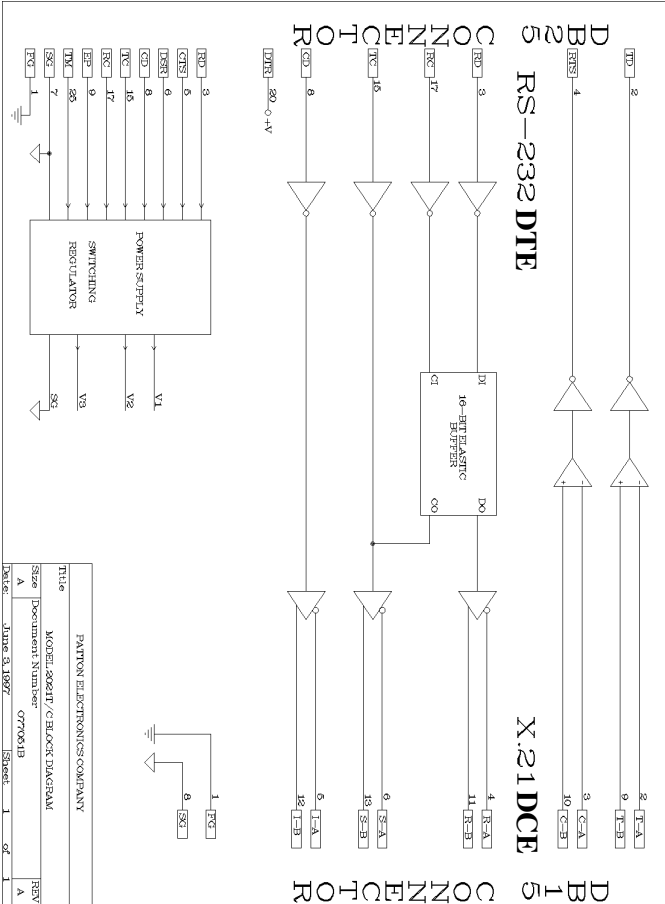 DB25 CONNECTOR
RS-232 DTE
X.21 DCE
DB15 CONNECTOR
TD 2
2 T-A
9 T-B
RTS 4
3 C-A
10 C-B
- +
- +
RD 3
DI DO
4 R-A
11 R-B
RC 17
CI CO
16-BIT ELASTIC
BUFFER
TC 15
6 S-A
13 S-B
CD 8
5 I-A
12 I-B
DTR 20 +V
RD 3
CTS 5
DSR 6
CD 8
TC 15
RC 17
EP 9
TM 25
SG 7
FG 1
POWER SUPPLY
SWITCHING
REGULATOR
V1
V2
V3
SG
1 FG
8 SG
PATTON ELECTRONICS COMPANY
Title
MODEL 2021T/C BLOCK DIAGRAM
Size Document Number REV
A 077051B A
Date: June 3, 1997 Sheet 1 of 1